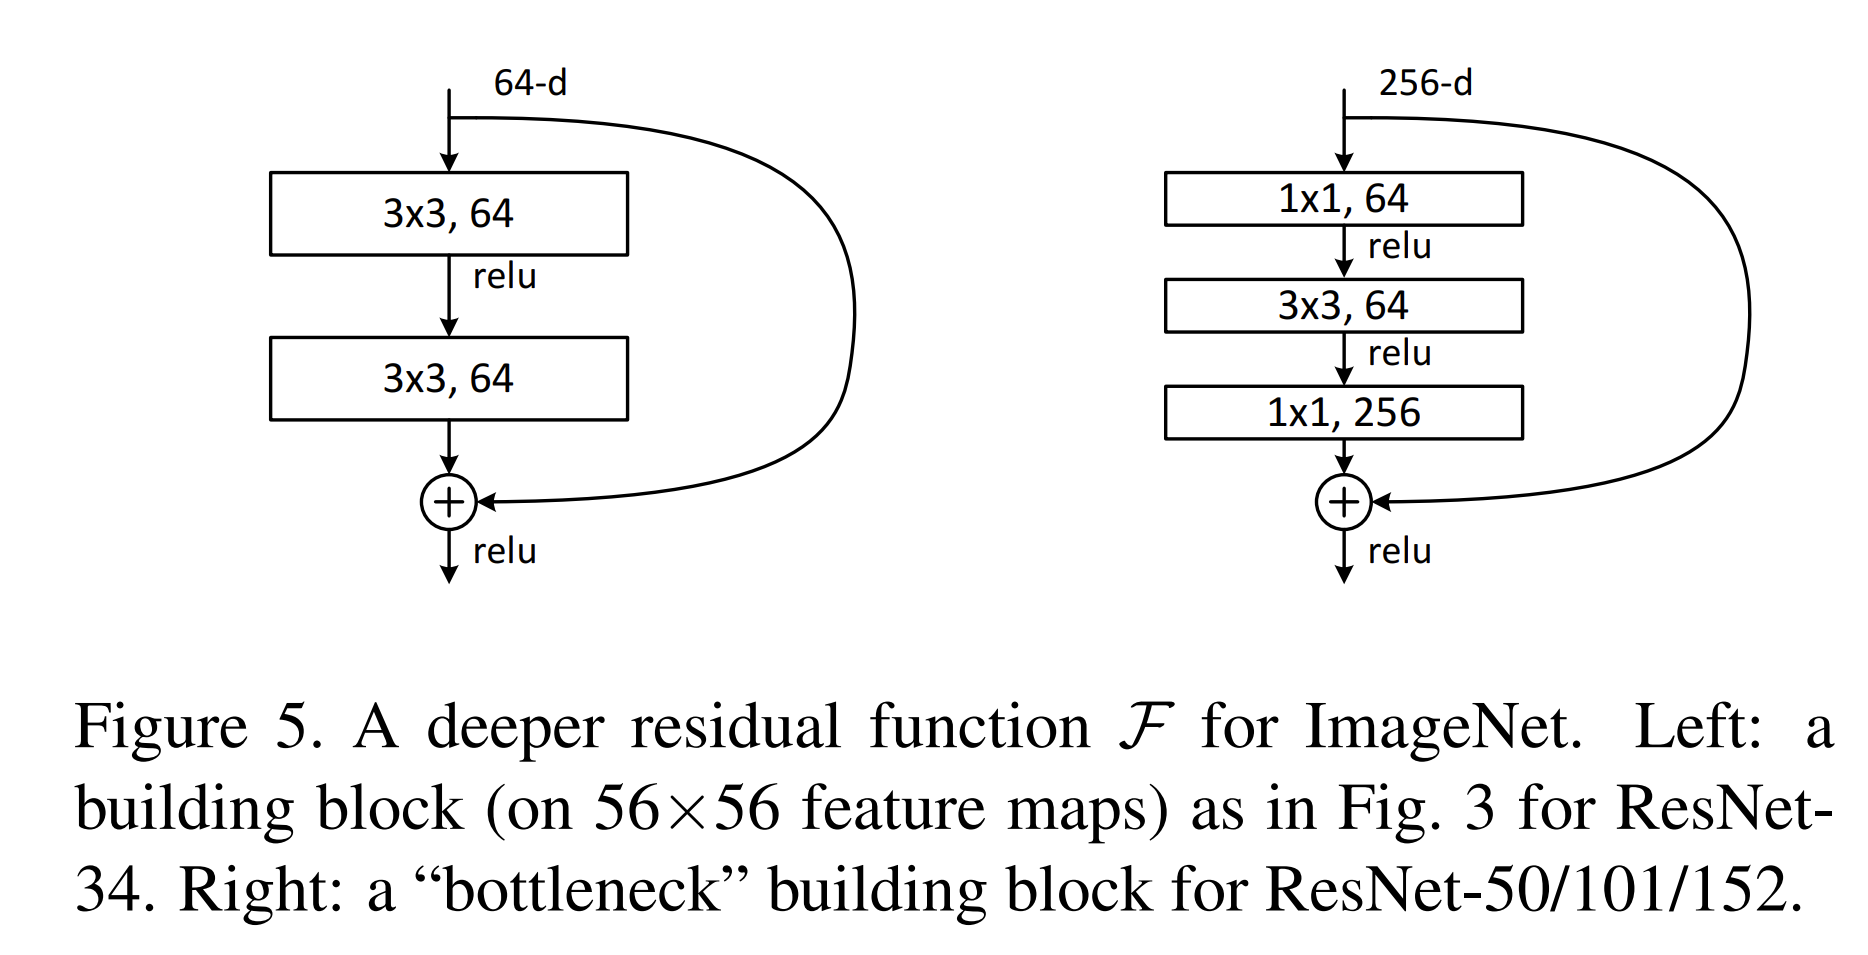 64-d
3x3, 64
relu
3x3, 64
+
relu
256-d
1x1, 64
relu
3x3, 64
relu
1x1, 256
+
relu
Figure 5. A deeper residual function ℱ for ImageNet. Left: a
building block (on 56×56 feature maps) as in Fig. 3 for ResNet-
34. Right: a “bottleneck” building block for ResNet-50/101/152.